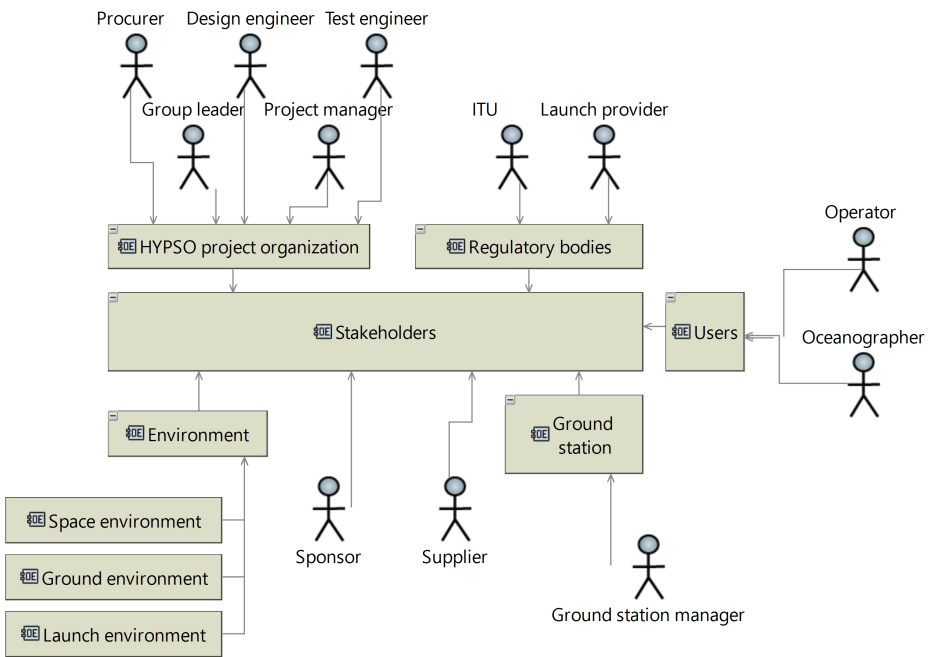 Procurer
Design engineer
Test engineer
Group leader
Project manager
ITU
Launch provider
Operator
HYPSO project organization
Regulatory bodies
Stakeholders
Users
Oceanographer
Environment
Ground
station
Space environment
Ground environment
Launch environment
Sponsor
Supplier
Ground station manager